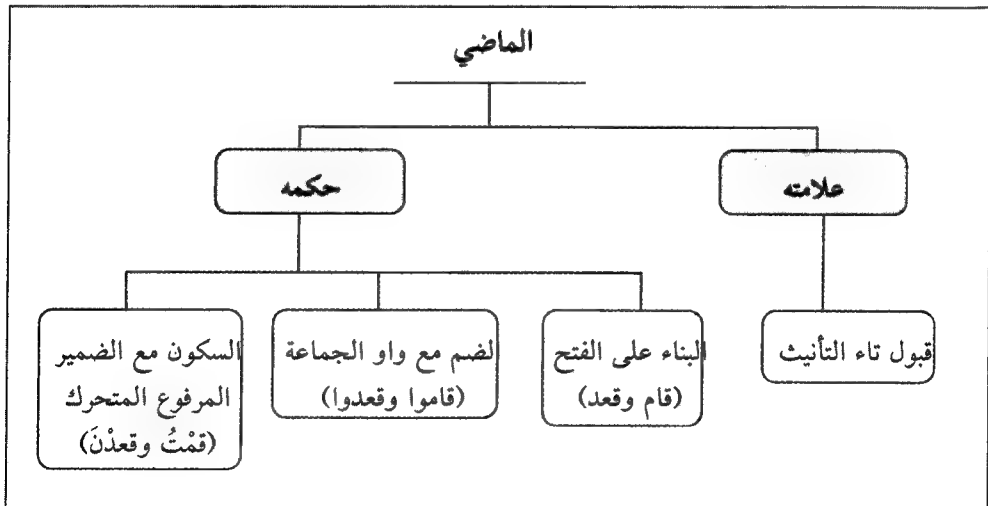 الماضي
علامته
حكمه
قبول تاء التأنيث
البناء على الفتح
(قام وقعد)
لضم مع واو الجماعة
(قاموا وقعدوا)
السكون مع الضمير
المرفوع المتحرك
(قمْتُ وقعدْنَ)